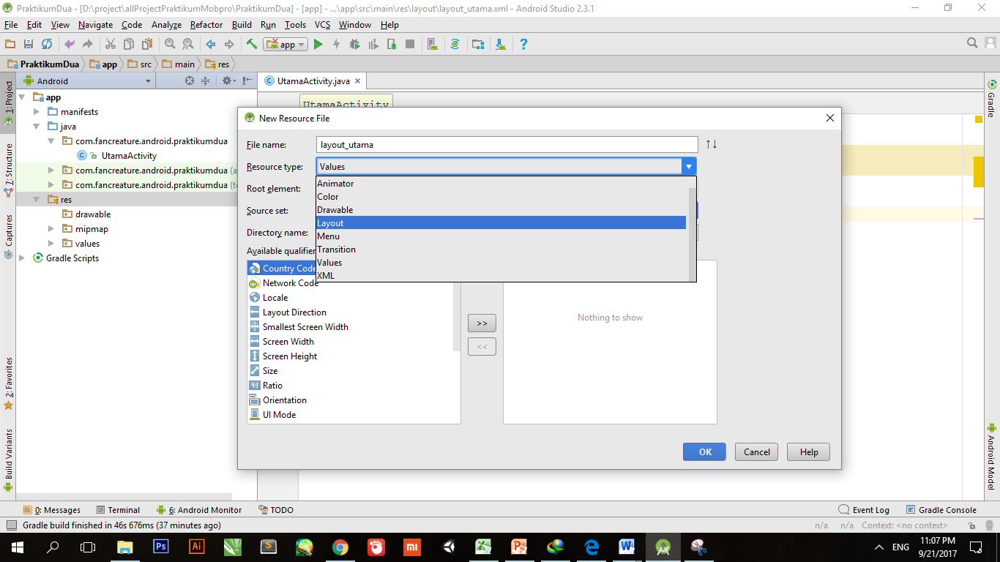 PraktikumDua - [D:\project\allProjectPraktikumMobpro\PraktikumDua] - [app] - ...\app\src\main\res\layout\layout_utama.xml - Android Studio 2.3.1
File Edit View Navigate Code Analyze Refactor Build Run Tools VCS Window Help
app
PraktikumDua app src main res
Android
UtamaActivity.java
UtamaActivity
1: Project
7: Structure
Captures
2: Favorites
Build Variants
app
manifests
java
com.fancreature.android.praktikumdua
UtamaActivity
com.fancreature.android.praktikumdua (a
com.fancreature.android.praktikumdua (te
res
drawable
mipmap
values
Gradle Scripts
New Resource File
File name: layout_utama
Resource type: Values
Root element:
Source set:
Directory name:
Available qualifier
Animator
Color
Drawable
Layout
Menu
Transition
Values
XML
Country Code
Network Code
Locale
Layout Direction
Smallest Screen Width
Screen Width
Screen Height
Size
Ratio
Orientation
UI Mode
>>
<<
Nothing to show
OK Cancel Help
Gradle
Android Model
0: Messages Terminal 6: Android Monitor TODO Event Log Gradle Console
Gradle build finished in 46s 676ms (37 minutes ago) n/a n/a Context: <no context>
Ps Ai S mi X P W
ENG
11:07 PM
9/21/2017